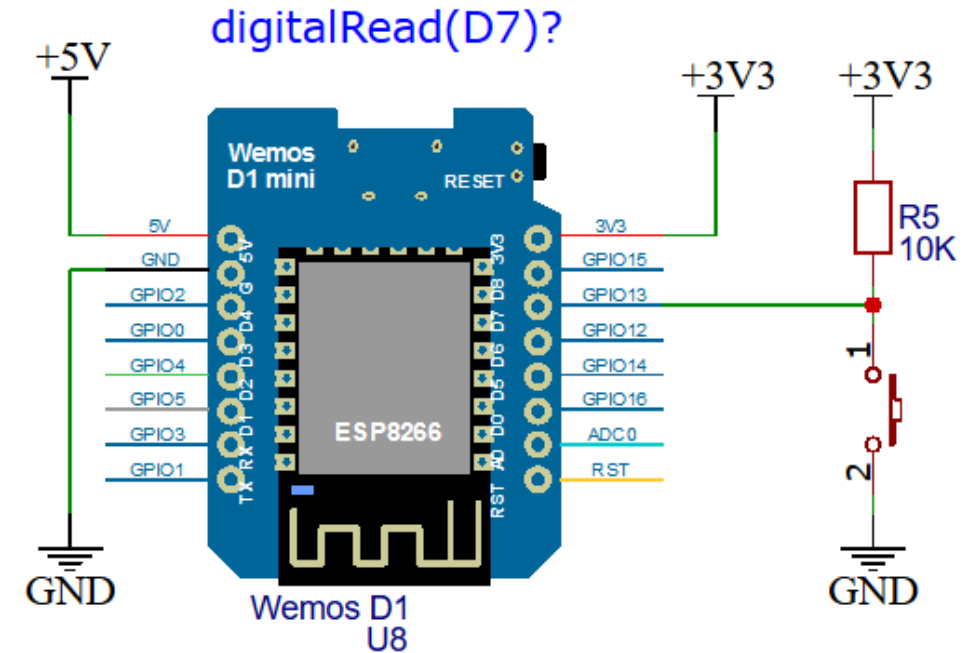 digitalRead(D7)?
+5V
+3V3
+3V3
Wemos
D1 mini
RESET
5V
GND
GPIO2
GPIO0
GPIO4
GPIO5
GPIO3
GPIO1
5V
G
D4
D3
D2
D1
RX
TX
ESP8266
3V3
D8
D7
D6
D5
D0
A0
RST
3V3
GPIO15
GPIO13
GPIO12
GPIO14
GPIO16
ADC0
RST
R5
10K
1
2
GND
GND
Wemos D1
U8